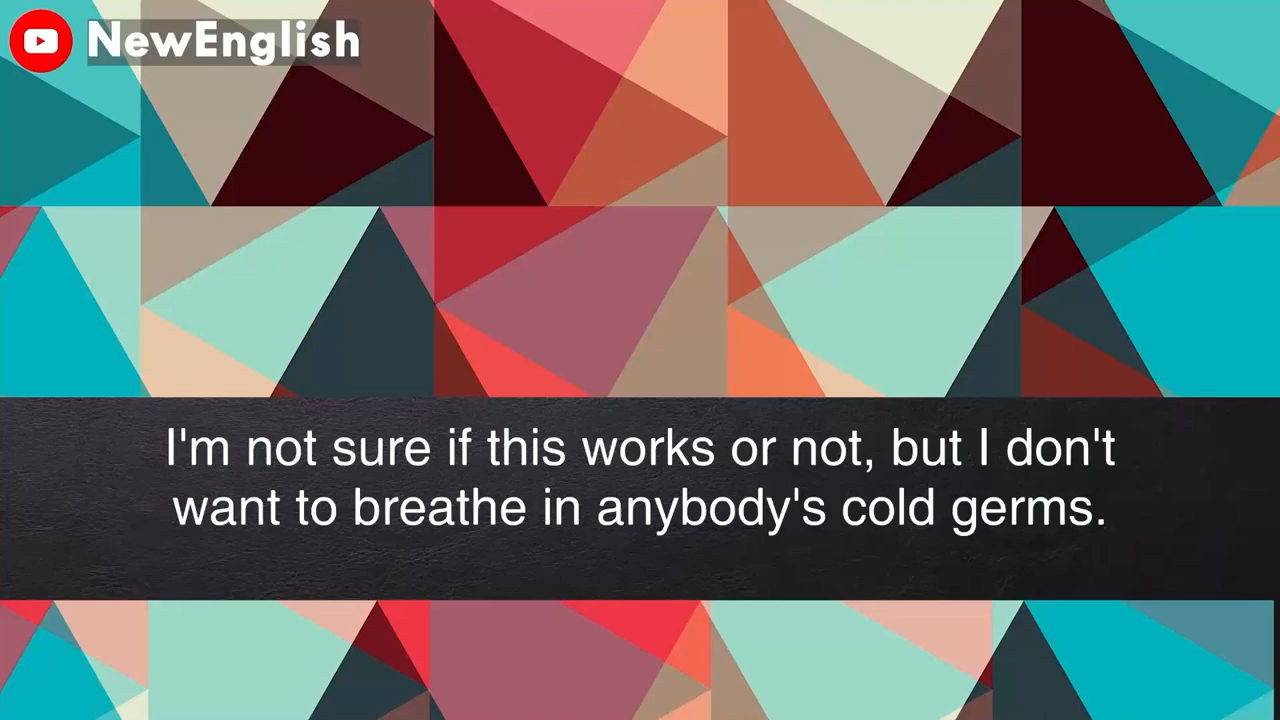 NewEnglish
I'm not sure if this works or not, but I don't
want to breathe in anybody's cold germs.